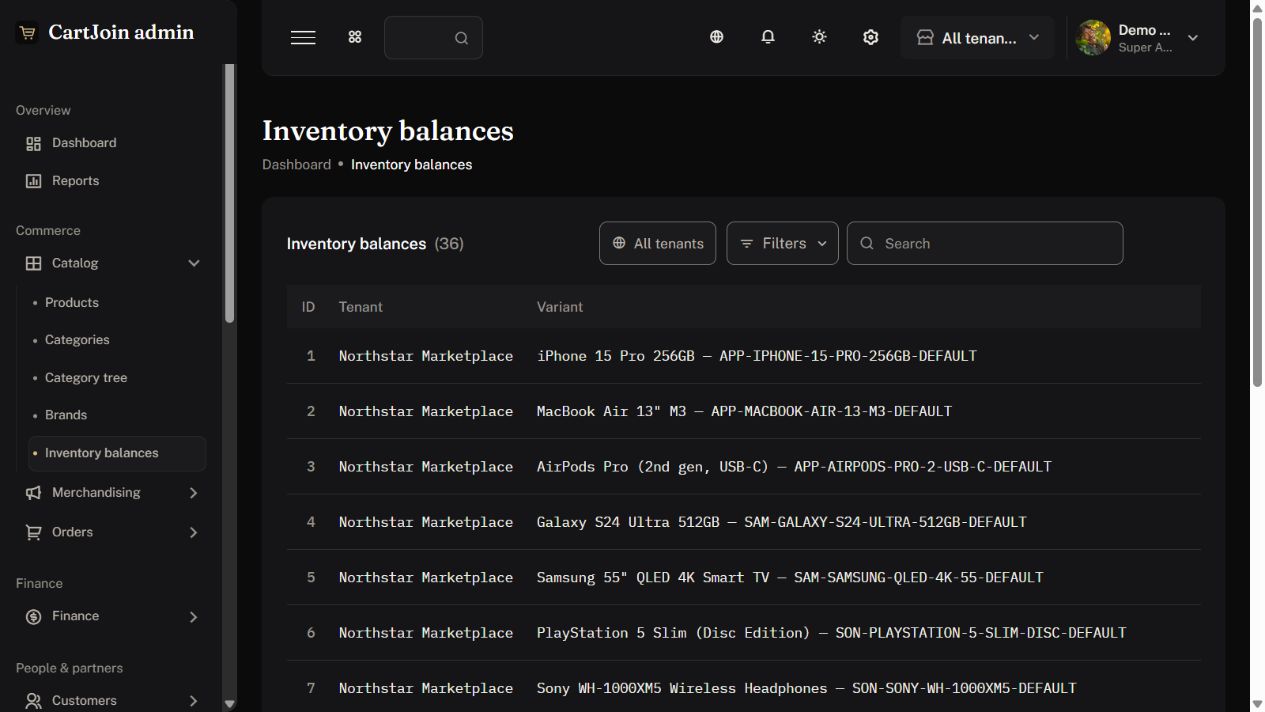 CartJoin admin
All tenan...
Demo ...
Super A...
Overview
Dashboard
Reports
Commerce
Catalog
Products
Categories
Category tree
Brands
Inventory balances
Merchandising
Orders
Finance
Finance
People & partners
Customers
Inventory balances
Dashboard • Inventory balances
Inventory balances (36)
All tenants
Filters
Search
ID Tenant Variant
1 Northstar Marketplace iPhone 15 Pro 256GB — APP-IPHONE-15-PRO-256GB-DEFAULT
2 Northstar Marketplace MacBook Air 13" M3 — APP-MACBOOK-AIR-13-M3-DEFAULT
3 Northstar Marketplace AirPods Pro (2nd gen, USB-C) — APP-AIRPODS-PRO-2-USB-C-DEFAULT
4 Northstar Marketplace Galaxy S24 Ultra 512GB — SAM-GALAXY-S24-ULTRA-512GB-DEFAULT
5 Northstar Marketplace Samsung 55" QLED 4K Smart TV — SAM-SAMSUNG-QLED-4K-55-DEFAULT
6 Northstar Marketplace PlayStation 5 Slim (Disc Edition) — SON-PLAYSTATION-5-SLIM-DISC-DEFAULT
7 Northstar Marketplace Sony WH-1000XM5 Wireless Headphones — SON-SONY-WH-1000XM5-DEFAULT